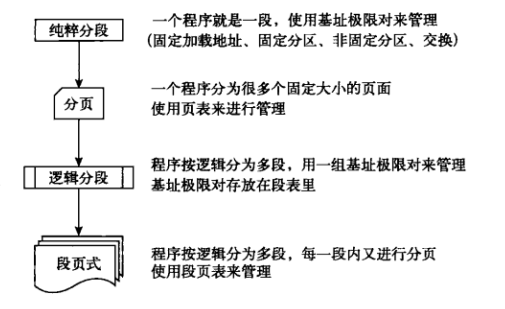 纯粹分段
一个程序就是一段，使用基址极限对来管理
(固定加载地址、固定分区、非固定分区、交换)
分页
一个程序分为很多个固定大小的页面
使用页表来进行管理
逻辑分段
程序按逻辑分为多段，用一组基址极限对来管理
基址极限对存放在段表里
段页式
程序按逻辑分为多段，每一段内又进行分页
使用段页表来管理